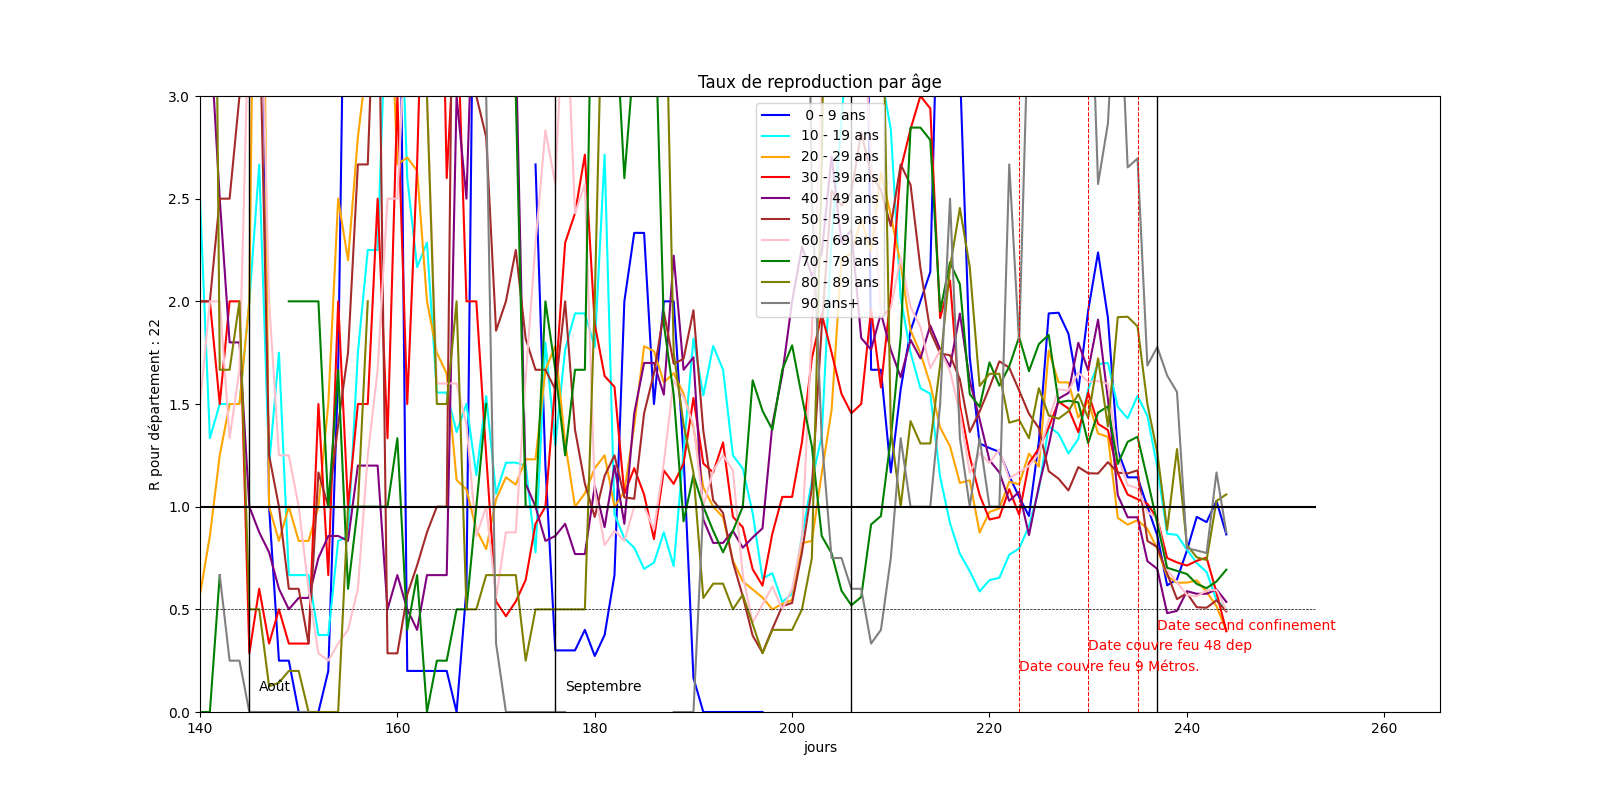 Taux de reproduction par âge
3.0
2.5
2.0
1.5
1.0
0.5
0.0
R pour département : 22
0 - 9 ans
10 - 19 ans
20 - 29 ans
30 - 39 ans
40 - 49 ans
50 - 59 ans
60 - 69 ans
70 - 79 ans
80 - 89 ans
90 ans+
Date second confinement
Date couvre feu 48 dep
Date couvre feu 9 Métros.
Août
Septembre
140
160
180
200
220
240
260
jours